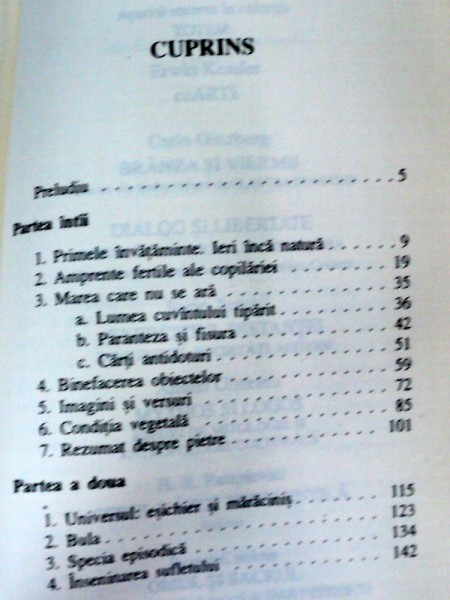 CUPRINS
Preludiu . . . . . . . . . . . . . . . . . . . . . . . 5
Partea întîi
1. Primele învățăminte. Ieri încă natură . . . . . 9
2. Amprente fertile ale copilăriei . . . . . . . . . 19
3. Marea care nu se ară . . . . . . . . . . . . . . 35
a. Lumea cuvîntului tipărit . . . . . . . . . . . 36
b. Paranteza și fisura . . . . . . . . . . . . . . 42
c. Cărți antidoturi . . . . . . . . . . . . . . . . 51
4. Binefacerea obiectelor . . . . . . . . . . . . . 59
5. Imagini și versuri . . . . . . . . . . . . . . . 72
6. Condiția vegetală . . . . . . . . . . . . . . . 85
7. Rezumat despre pietre . . . . . . . . . . . . . 101
Partea a doua
1. Universul: eșichier și mărăciniș . . . . . . . 115
2. Bula . . . . . . . . . . . . . . . . . . . . . . 123
3. Specia episodică . . . . . . . . . . . . . . . . 134
4. Înseninarea sufletului . . . . . . . . . . . . . 142